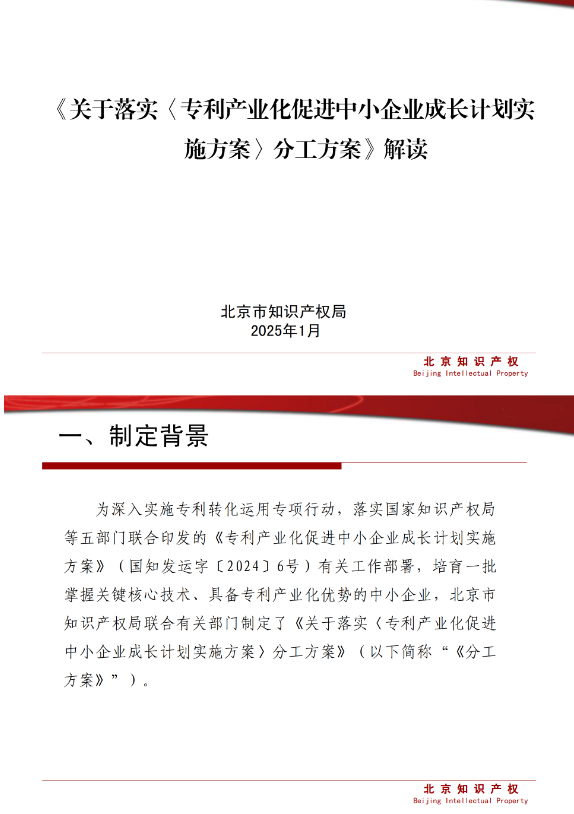 《关于落实〈专利产业化促进中小企业成长计划实
施方案〉分工方案》解读
北京市知识产权局
2025年1月
北京知识产权
Beijing Intellectual Property
一、制定背景
为深入实施专利转化运用专项行动，落实国家知识产权局
等五部门联合印发的《专利产业化促进中小企业成长计划实施
方案》（国知发运字〔2024〕6号）有关工作部署，培育一批
掌握关键核心技术、具备专利产业化优势的中小企业，北京市
知识产权局联合有关部门制定了《关于落实〈专利产业化促进
中小企业成长计划实施方案〉分工方案》（以下简称“《分工
方案》”）。
北京知识产权
Beijing Intellectual Property